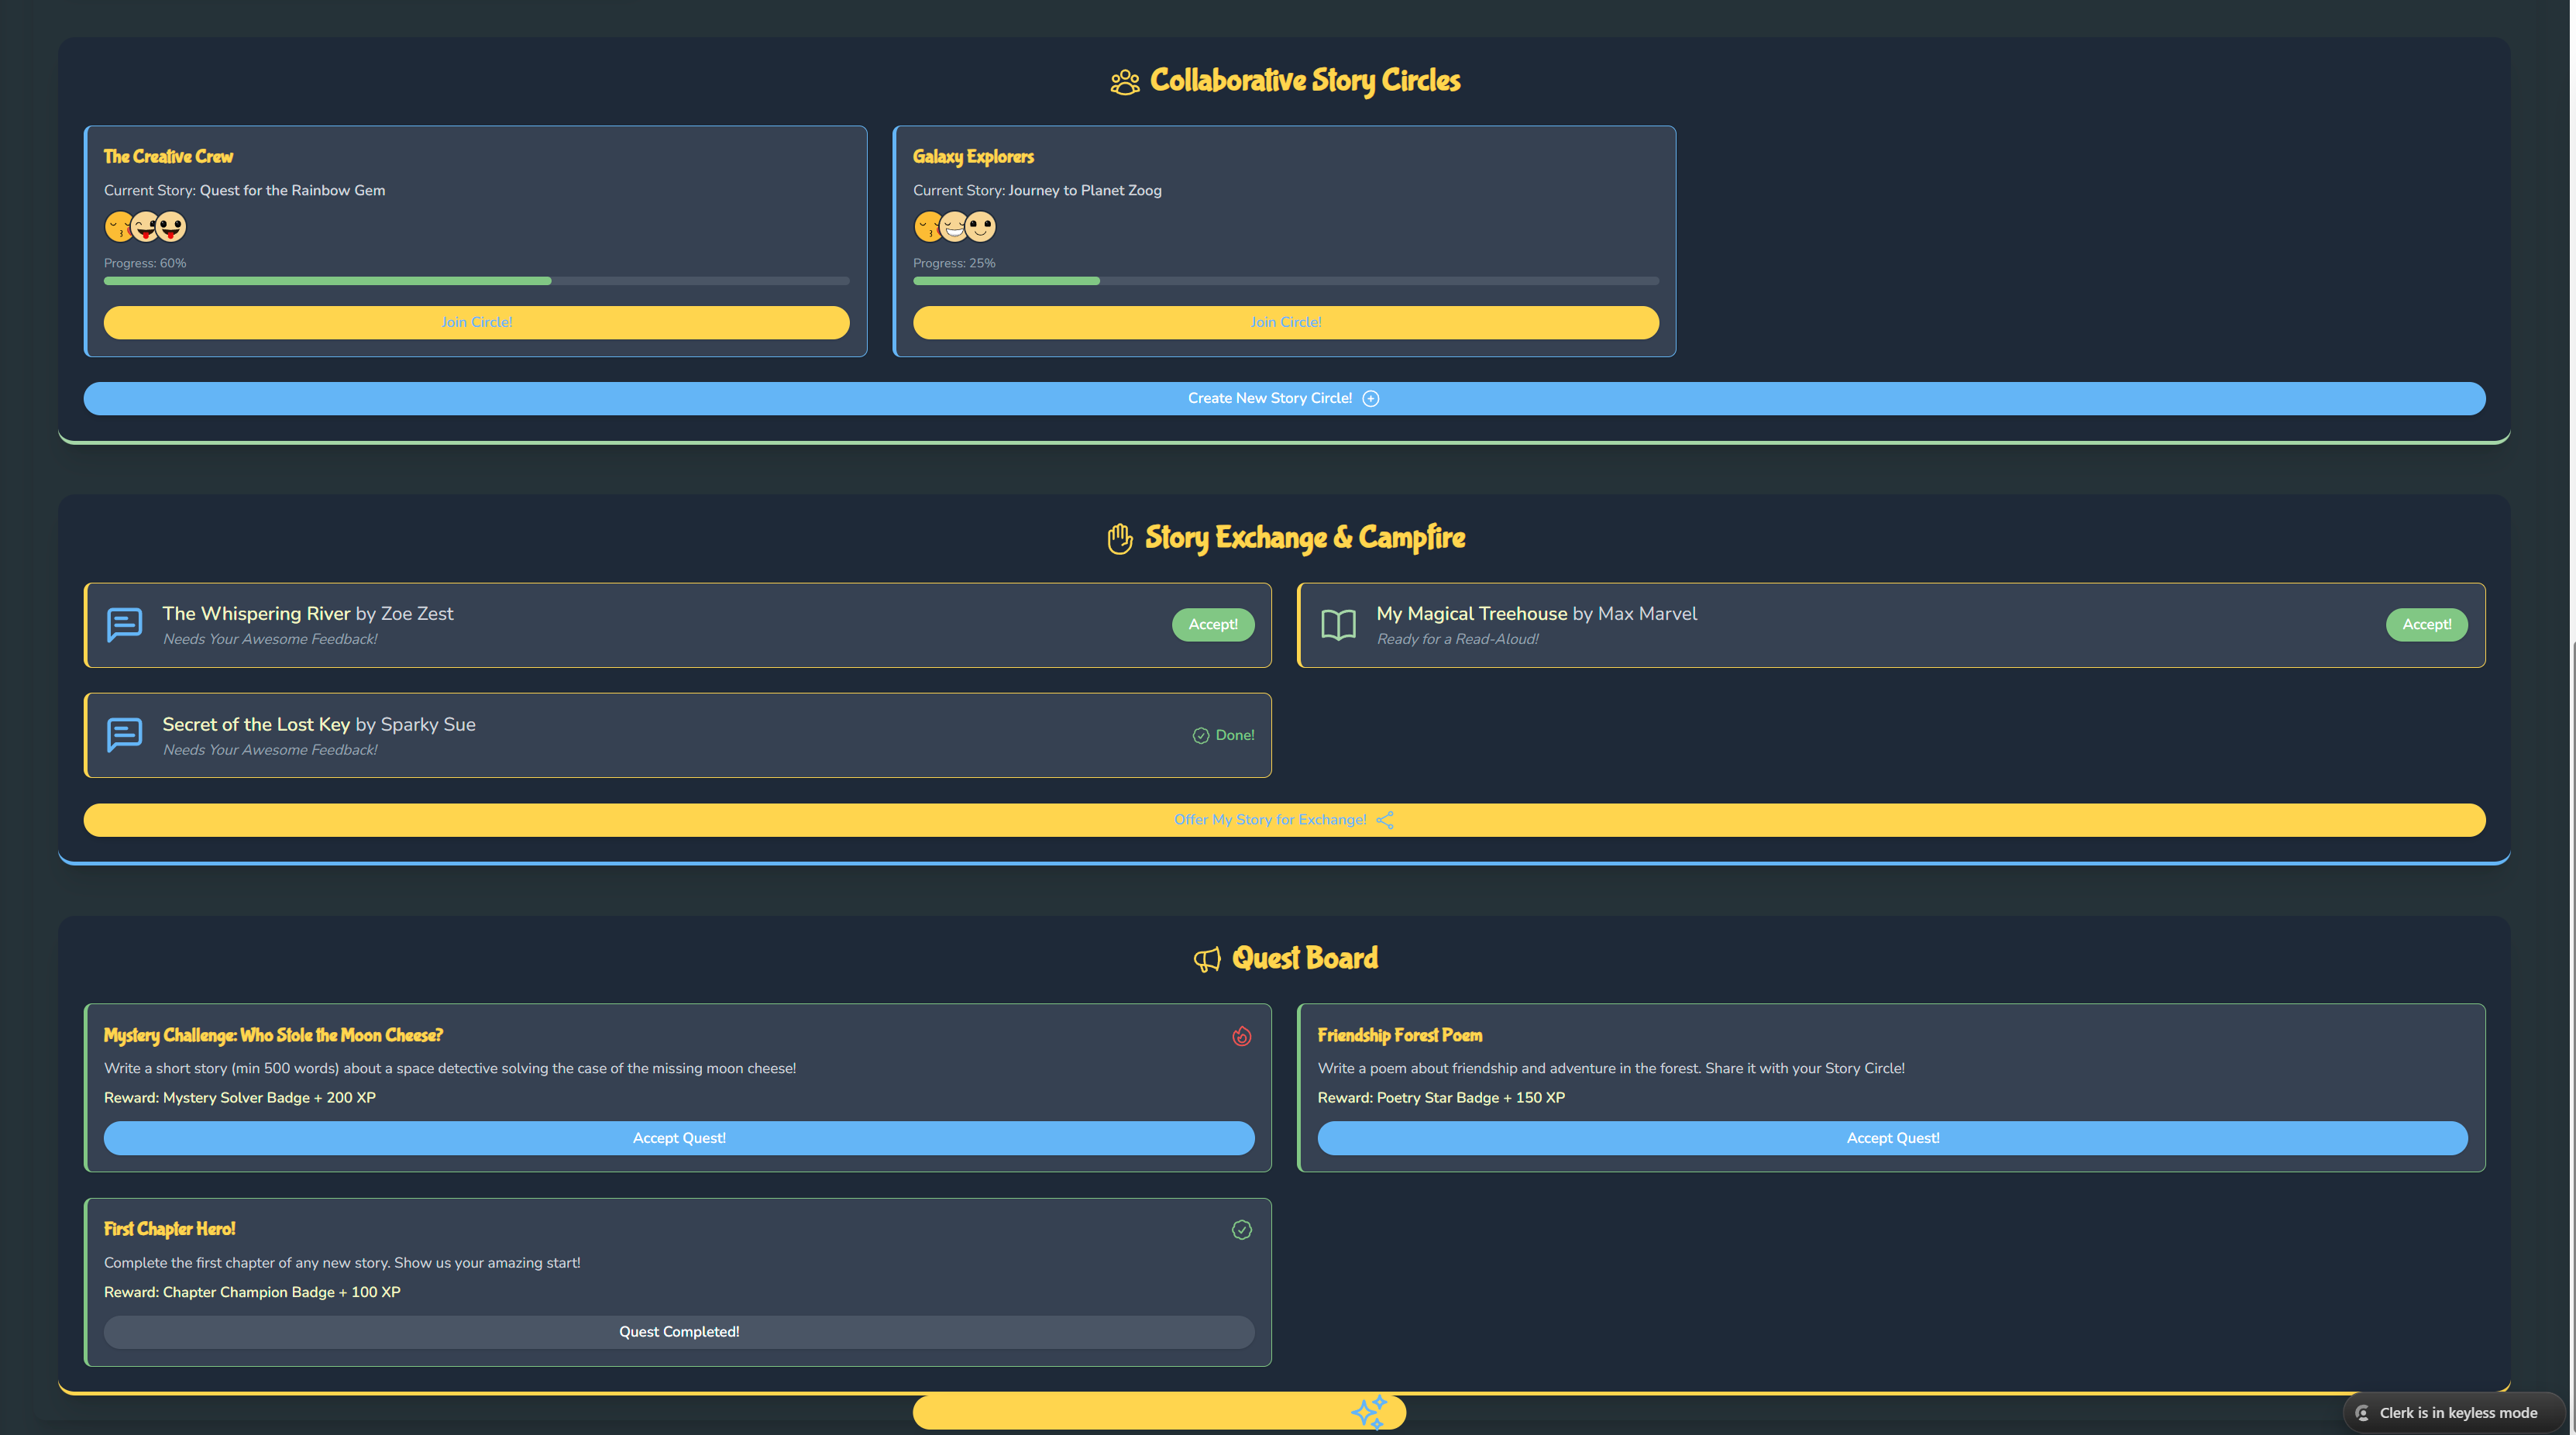 Collaborative Story Circles
The Creative Crew
Current Story: Quest for the Rainbow Gem
Progress: 60%
Join Circle!
Galaxy Explorers
Current Story: Journey to Planet Zoog
Progress: 25%
Join Circle!
Create New Story Circle!
Story Exchange & Campfire
The Whispering River by Zoe Zest
Needs Your Awesome Feedback!
Accept!
My Magical Treehouse by Max Marvel
Ready for a Read-Aloud!
Accept!
Secret of the Lost Key by Sparky Sue
Needs Your Awesome Feedback!
Done!
Offer My Story for Exchange!
Quest Board
Mystery Challenge: Who Stole the Moon Cheese?
Write a short story (min 500 words) about a space detective solving the case of the missing moon cheese!
Reward: Mystery Solver Badge + 200 XP
Accept Quest!
Friendship Forest Poem
Write a poem about friendship and adventure in the forest. Share it with your Story Circle!
Reward: Poetry Star Badge + 150 XP
Accept Quest!
First Chapter Hero!
Complete the first chapter of any new story. Show us your amazing start!
Reward: Chapter Champion Badge + 100 XP
Quest Completed!
Clerk is in keyless mode